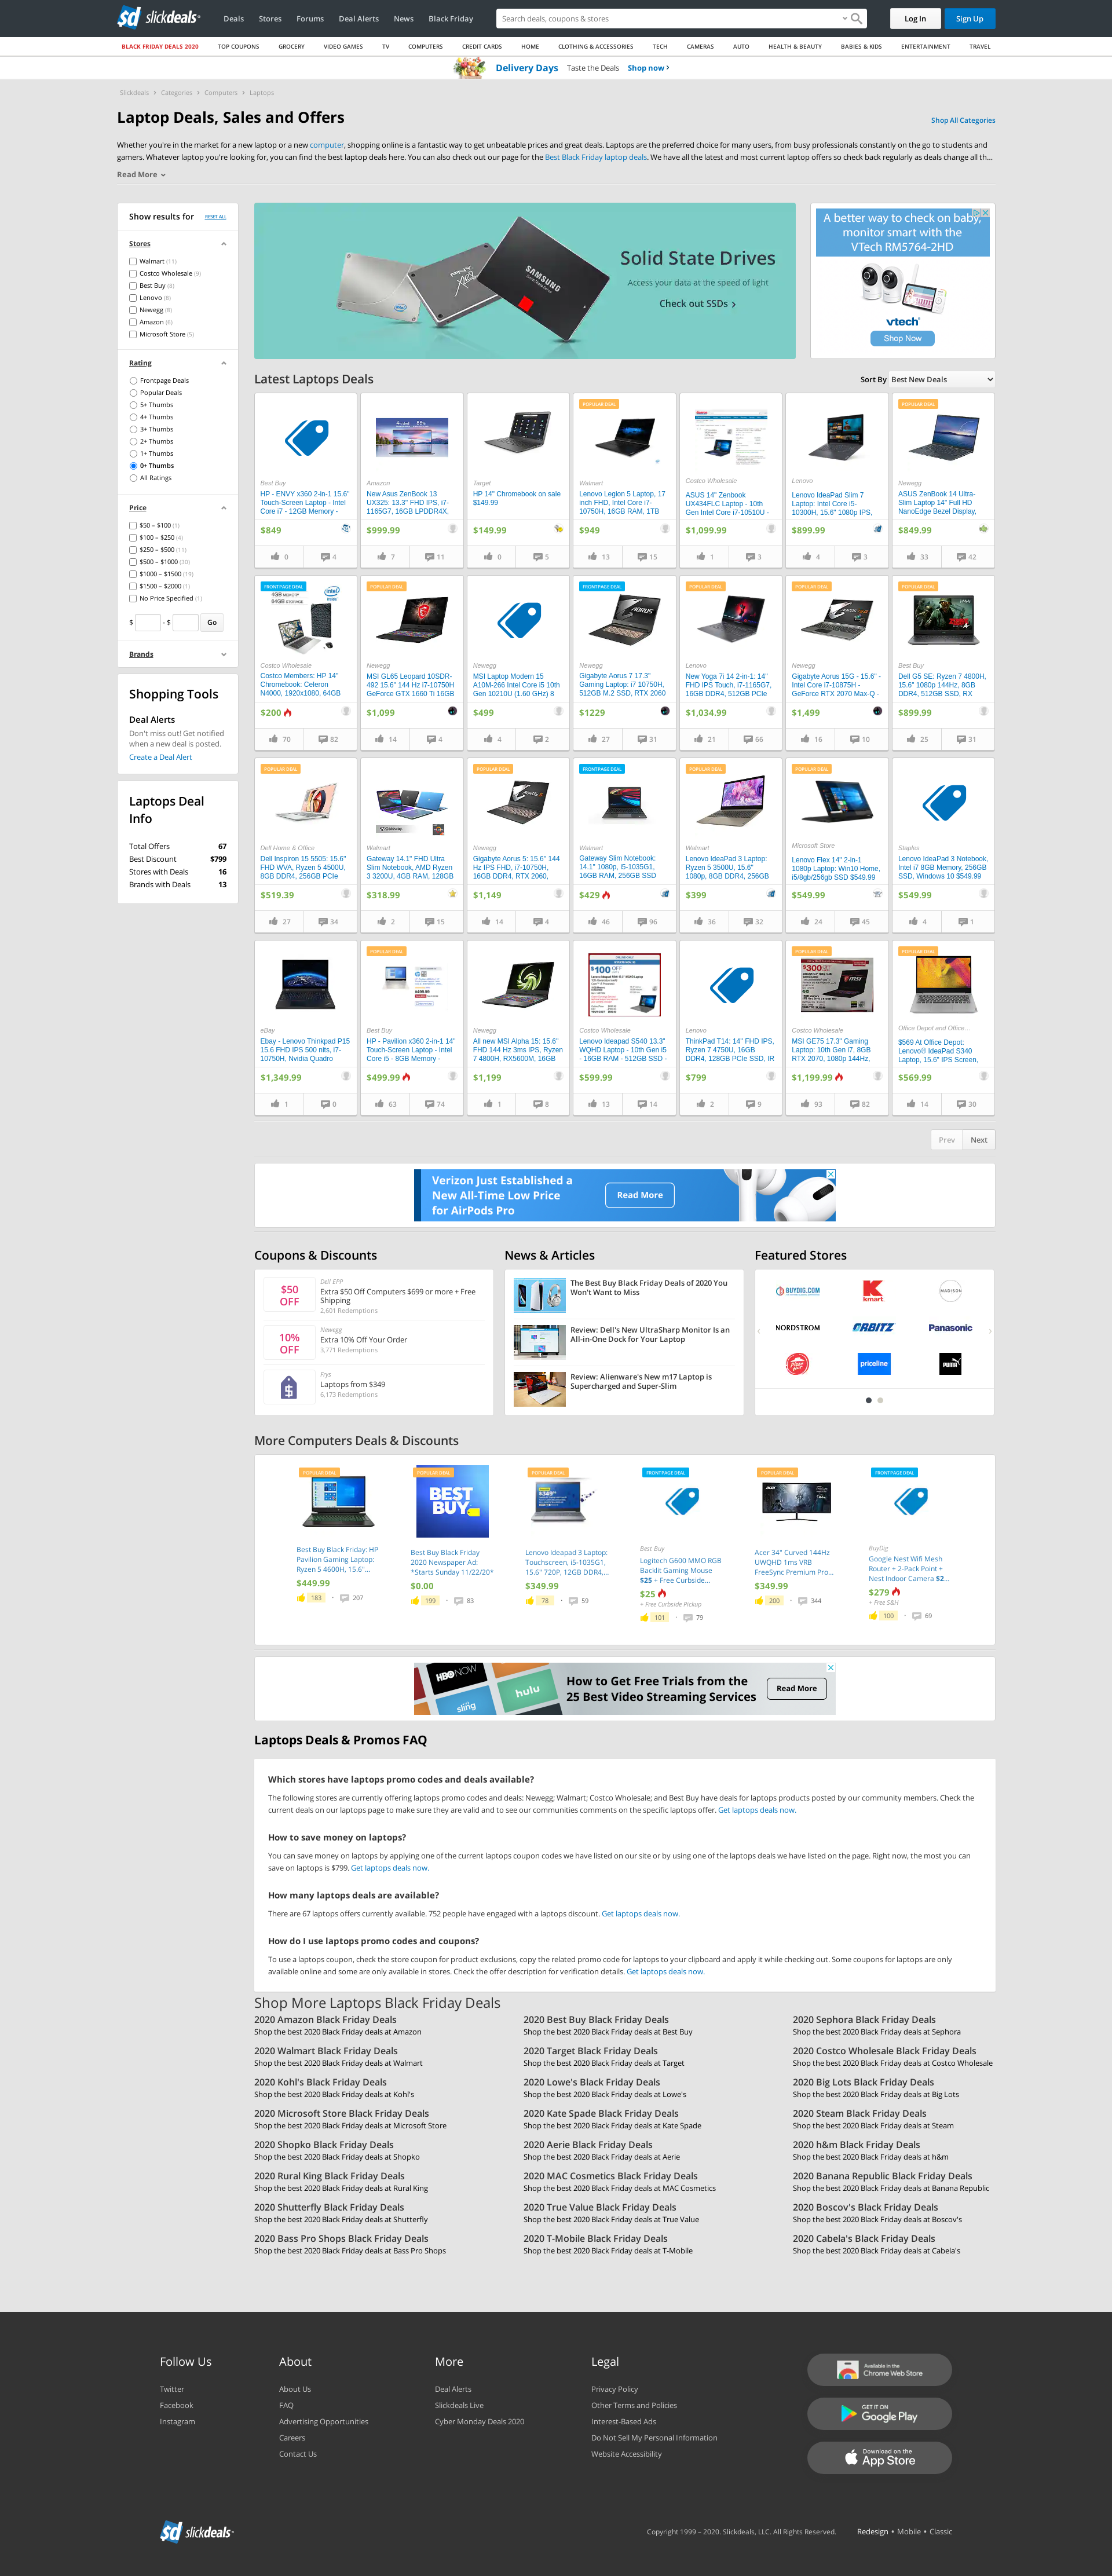 sd slickdeals
Deals Stores Forums Deal Alerts News Black Friday
Search deals, coupons & stores
Log In
Sign Up
BLACK FRIDAY DEALS 2020 TOP COUPONS GROCERY VIDEO GAMES TV COMPUTERS CREDIT CARDS HOME CLOTHING & ACCESSORIES TECH CAMERAS AUTO HEALTH & BEAUTY BABIES & KIDS ENTERTAINMENT TRAVEL
Delivery Days Taste the Deals Shop now ›
Slickdeals › Categories › Computers › Laptops
Laptop Deals, Sales and Offers
Shop All Categories
Whether you're in the market for a new laptop or a new computer, shopping online is a fantastic way to get unbeatable prices and great deals. Laptops are the preferred choice for many users, from busy professionals constantly on the go to students and
gamers. Whatever laptop you're looking for, you can find the best laptop deals here. You can also check out our page for the Best Black Friday laptop deals. We have all the latest and most current laptop offers so check back regularly as deals change all th...
Read More
Show results for RESET ALL
Stores
Walmart (11)
Costco Wholesale (9)
Best Buy (8)
Lenovo (8)
Newegg (8)
Amazon (6)
Microsoft Store (5)
Rating
Frontpage Deals
Popular Deals
5+ Thumbs
4+ Thumbs
3+ Thumbs
2+ Thumbs
1+ Thumbs
0+ Thumbs
All Ratings
Price
$50 – $100 (1)
$100 – $250 (4)
$250 – $500 (11)
$500 – $1000 (30)
$1000 – $1500 (19)
$1500 – $2000 (1)
No Price Specified (1)
$ - $ Go
Brands
Shopping Tools
Deal Alerts
Don't miss out! Get notified
when a new deal is posted.
Create a Deal Alert
Laptops Deal
Info
Total Offers 67
Best Discount $799
Stores with Deals 16
Brands with Deals 13
SAMSUNG
Solid State Drives
Access your data at the speed of light
Check out SSDs ›
A better way to check on baby,
monitor smart with the
VTech RM5764-2HD
vtech
Shop Now
Latest Laptops Deals
Sort By Best New Deals
Best Buy
HP - ENVY x360 2-in-1 15.6"
Touch-Screen Laptop - Intel
Core i7 - 12GB Memory -
$849
0 4
Amazon
New Asus ZenBook 13
UX325: 13.3" FHD IPS, i7-
1165G7, 16GB LPDDR4X,
$999.99
7 11
Target
HP 14" Chromebook on sale
$149.99
$149.99
0 5
POPULAR DEAL
Walmart
Lenovo Legion 5 Laptop, 17
inch FHD, Intel Core i7-
10750H, 16GB RAM, 1TB
$949
13 15
Costco Wholesale
ASUS 14" Zenbook
UX434FLC Laptop - 10th
Gen Intel Core i7-10510U -
$1,099.99
1 3
Lenovo
Lenovo IdeaPad Slim 7
Laptop: Intel Core i5-
10300H, 15.6" 1080p IPS,
$899.99
4 3
POPULAR DEAL
Newegg
ASUS ZenBook 14 Ultra-
Slim Laptop 14" Full HD
NanoEdge Bezel Display,
$849.99
33 42
FRONTPAGE DEAL
4GB MEMORY
64GB STORAGE
intel
Costco Wholesale
Costco Members: HP 14"
Chromebook: Celeron
N4000, 1920x1080, 64GB
$200
70 82
POPULAR DEAL
Newegg
MSI GL65 Leopard 10SDR-
492 15.6" 144 Hz i7-10750H
GeForce GTX 1660 Ti 16GB
$1,099
14 4
Newegg
MSI Laptop Modern 15
A10M-266 Intel Core i5 10th
Gen 10210U (1.60 GHz) 8
$499
4 2
FRONTPAGE DEAL
AORUS
Newegg
Gigabyte Aorus 7 17.3"
Gaming Laptop: i7 10750H,
512GB M.2 SSD, RTX 2060
$1229
27 31
POPULAR DEAL
Lenovo
New Yoga 7i 14 2-in-1: 14"
FHD IPS Touch, i7-1165G7,
16GB DDR4, 512GB PCIe
$1,034.99
21 66
POPULAR DEAL
Newegg
Gigabyte Aorus 15G - 15.6" -
Intel Core i7-10875H -
GeForce RTX 2070 Max-Q -
$1,499
16 10
POPULAR DEAL
Best Buy
Dell G5 SE: Ryzen 7 4800H,
15.6" 1080p 144Hz, 8GB
DDR4, 512GB SSD, RX
$899.99
25 31
POPULAR DEAL
Dell Home & Office
Dell Inspiron 15 5505: 15.6"
FHD WVA, Ryzen 5 4500U,
8GB DDR4, 256GB PCIe
$519.39
27 34
Gateway
Walmart
Gateway 14.1" FHD Ultra
Slim Notebook, AMD Ryzen
3 3200U, 4GB RAM, 128GB
$318.99
2 15
POPULAR DEAL
Newegg
Gigabyte Aorus 5: 15.6" 144
Hz IPS FHD, i7-10750H,
16GB DDR4, RTX 2060,
$1,149
14 4
FRONTPAGE DEAL
Walmart
Gateway Slim Notebook:
14.1" 1080p, i5-1035G1,
16GB RAM, 256GB SSD
$429
46 96
POPULAR DEAL
Walmart
Lenovo IdeaPad 3 Laptop:
Ryzen 5 3500U, 15.6"
1080p, 8GB DDR4, 256GB
$399
36 32
POPULAR DEAL
Microsoft Store
Lenovo Flex 14" 2-in-1
1080p Laptop: Win10 Home,
i5/8gb/256gb SSD $549.99
$549.99
24 45
Staples
Lenovo IdeaPad 3 Notebook,
Intel i7 8GB Memory, 256GB
SSD, Windows 10 $549.99
$549.99
4 1
eBay
Ebay - Lenovo Thinkpad P15
15.6 FHD IPS 500 nits, i7-
10750H, Nvidia Quadro
$1,349.99
1 0
POPULAR DEAL
$499.99
Best Buy
HP - Pavilion x360 2-in-1 14"
Touch-Screen Laptop - Intel
Core i5 - 8GB Memory -
$499.99
63 74
Newegg
All new MSI Alpha 15: 15.6"
FHD 144 Hz 3ms IPS, Ryzen
7 4800H, RX5600M, 16GB
$1,199
1 8
$100 OFF
Costco Wholesale
Lenovo Ideapad S540 13.3"
WQHD Laptop - 10th Gen i5
- 16GB RAM - 512GB SSD -
$599.99
13 14
Lenovo
ThinkPad T14: 14" FHD IPS,
Ryzen 7 4750U, 16GB
DDR4, 128GB PCIe SSD, IR
$799
2 9
POPULAR DEAL
$300 OFF
msi
Costco Wholesale
MSI GE75 17.3" Gaming
Laptop: 10th Gen i7, 8GB
RTX 2070, 1080p 144Hz,
$1,199.99
93 82
POPULAR DEAL
Office Depot and Office...
$569 At Office Depot:
Lenovo® IdeaPad S340
Laptop, 15.6" IPS Screen,
$569.99
14 30
Prev Next
Verizon Just Established a
New All-Time Low Price
for AirPods Pro
Read More
Coupons & Discounts
$50
OFF
Dell EPP
Extra $50 Off Computers $699 or more + Free
Shipping
2,601 Redemptions
10%
OFF
Newegg
Extra 10% Off Your Order
3,771 Redemptions
Frys
Laptops from $349
6,173 Redemptions
News & Articles
The Best Buy Black Friday Deals of 2020 You
Won't Want to Miss
Review: Dell's New UltraSharp Monitor Is an
All-in-One Dock for Your Laptop
Review: Alienware's New m17 Laptop is
Supercharged and Super-Slim
Featured Stores
BUYDIG.COM
kmart
MADISON
NORDSTROM
ORBITZ
Panasonic
priceline
PUMA
More Computers Deals & Discounts
POPULAR DEAL
Best Buy Black Friday: HP
Pavilion Gaming Laptop:
Ryzen 5 4600H, 15.6"...
$449.99
183 · 207
POPULAR DEAL
BEST
BUY
Best Buy Black Friday
2020 Newspaper Ad:
*Starts Sunday 11/22/20*
$0.00
199 · 83
POPULAR DEAL
$349.99
Lenovo Ideapad 3 Laptop:
Touchscreen, i5-1035G1,
15.6" 720P, 12GB DDR4,...
$349.99
78 · 59
FRONTPAGE DEAL
Best Buy
Logitech G600 MMO RGB
Backlit Gaming Mouse
$25 + Free Curbside...
$25
+ Free Curbside Pickup
101 · 79
POPULAR DEAL
acer
Acer 34" Curved 144Hz
UWQHD 1ms VRB
FreeSync Premium Pro...
$349.99
200 · 344
FRONTPAGE DEAL
BuyDig
Google Nest Wifi Mesh
Router + 2-Pack Point +
Nest Indoor Camera $2...
$279
+ Free S&H
100 · 69
HBO NOW
sling
hulu
How to Get Free Trials from the
25 Best Video Streaming Services
Read More
Laptops Deals & Promos FAQ
Which stores have laptops promo codes and deals available?
The following stores are currently offering laptops promo codes and deals: Newegg; Walmart; Costco Wholesale; and Best Buy have deals for laptops products posted by our community members. Check the
current deals on our laptops page to make sure they are valid and to see our communities comments on the specific laptops offer. Get laptops deals now.
How to save money on laptops?
You can save money on laptops by applying one of the current laptops coupon codes we have listed on our site or by using one of the laptops deals we have listed on the page. Right now, the most you can
save on laptops is $799. Get laptops deals now.
How many laptops deals are available?
There are 67 laptops offers currently available. 752 people have engaged with a laptops discount. Get laptops deals now.
How do I use laptops promo codes and coupons?
To use a laptops coupon, check the store coupon for product exclusions, copy the related promo code for laptops to your clipboard and apply it while checking out. Some coupons for laptops are only
available online and some are only available in stores. Check the offer description for verification details. Get laptops deals now.
Shop More Laptops Black Friday Deals
2020 Amazon Black Friday Deals
Shop the best 2020 Black Friday deals at Amazon
2020 Best Buy Black Friday Deals
Shop the best 2020 Black Friday deals at Best Buy
2020 Sephora Black Friday Deals
Shop the best 2020 Black Friday deals at Sephora
2020 Walmart Black Friday Deals
Shop the best 2020 Black Friday deals at Walmart
2020 Target Black Friday Deals
Shop the best 2020 Black Friday deals at Target
2020 Costco Wholesale Black Friday Deals
Shop the best 2020 Black Friday deals at Costco Wholesale
2020 Kohl's Black Friday Deals
Shop the best 2020 Black Friday deals at Kohl's
2020 Lowe's Black Friday Deals
Shop the best 2020 Black Friday deals at Lowe's
2020 Big Lots Black Friday Deals
Shop the best 2020 Black Friday deals at Big Lots
2020 Microsoft Store Black Friday Deals
Shop the best 2020 Black Friday deals at Microsoft Store
2020 Kate Spade Black Friday Deals
Shop the best 2020 Black Friday deals at Kate Spade
2020 Steam Black Friday Deals
Shop the best 2020 Black Friday deals at Steam
2020 Shopko Black Friday Deals
Shop the best 2020 Black Friday deals at Shopko
2020 Aerie Black Friday Deals
Shop the best 2020 Black Friday deals at Aerie
2020 h&m Black Friday Deals
Shop the best 2020 Black Friday deals at h&m
2020 Rural King Black Friday Deals
Shop the best 2020 Black Friday deals at Rural King
2020 MAC Cosmetics Black Friday Deals
Shop the best 2020 Black Friday deals at MAC Cosmetics
2020 Banana Republic Black Friday Deals
Shop the best 2020 Black Friday deals at Banana Republic
2020 Shutterfly Black Friday Deals
Shop the best 2020 Black Friday deals at Shutterfly
2020 True Value Black Friday Deals
Shop the best 2020 Black Friday deals at True Value
2020 Boscov's Black Friday Deals
Shop the best 2020 Black Friday deals at Boscov's
2020 Bass Pro Shops Black Friday Deals
Shop the best 2020 Black Friday deals at Bass Pro Shops
2020 T-Mobile Black Friday Deals
Shop the best 2020 Black Friday deals at T-Mobile
2020 Cabela's Black Friday Deals
Shop the best 2020 Black Friday deals at Cabela's
Follow Us
Twitter
Facebook
Instagram
About
About Us
FAQ
Advertising Opportunities
Careers
Contact Us
More
Deal Alerts
Slickdeals Live
Cyber Monday Deals 2020
Legal
Privacy Policy
Other Terms and Policies
Interest-Based Ads
Do Not Sell My Personal Information
Website Accessibility
Available in the
Chrome Web Store
GET IT ON
Google Play
Download on the
App Store
sd slickdeals
Copyright 1999 – 2020. Slickdeals, LLC. All Rights Reserved. Redesign • Mobile • Classic